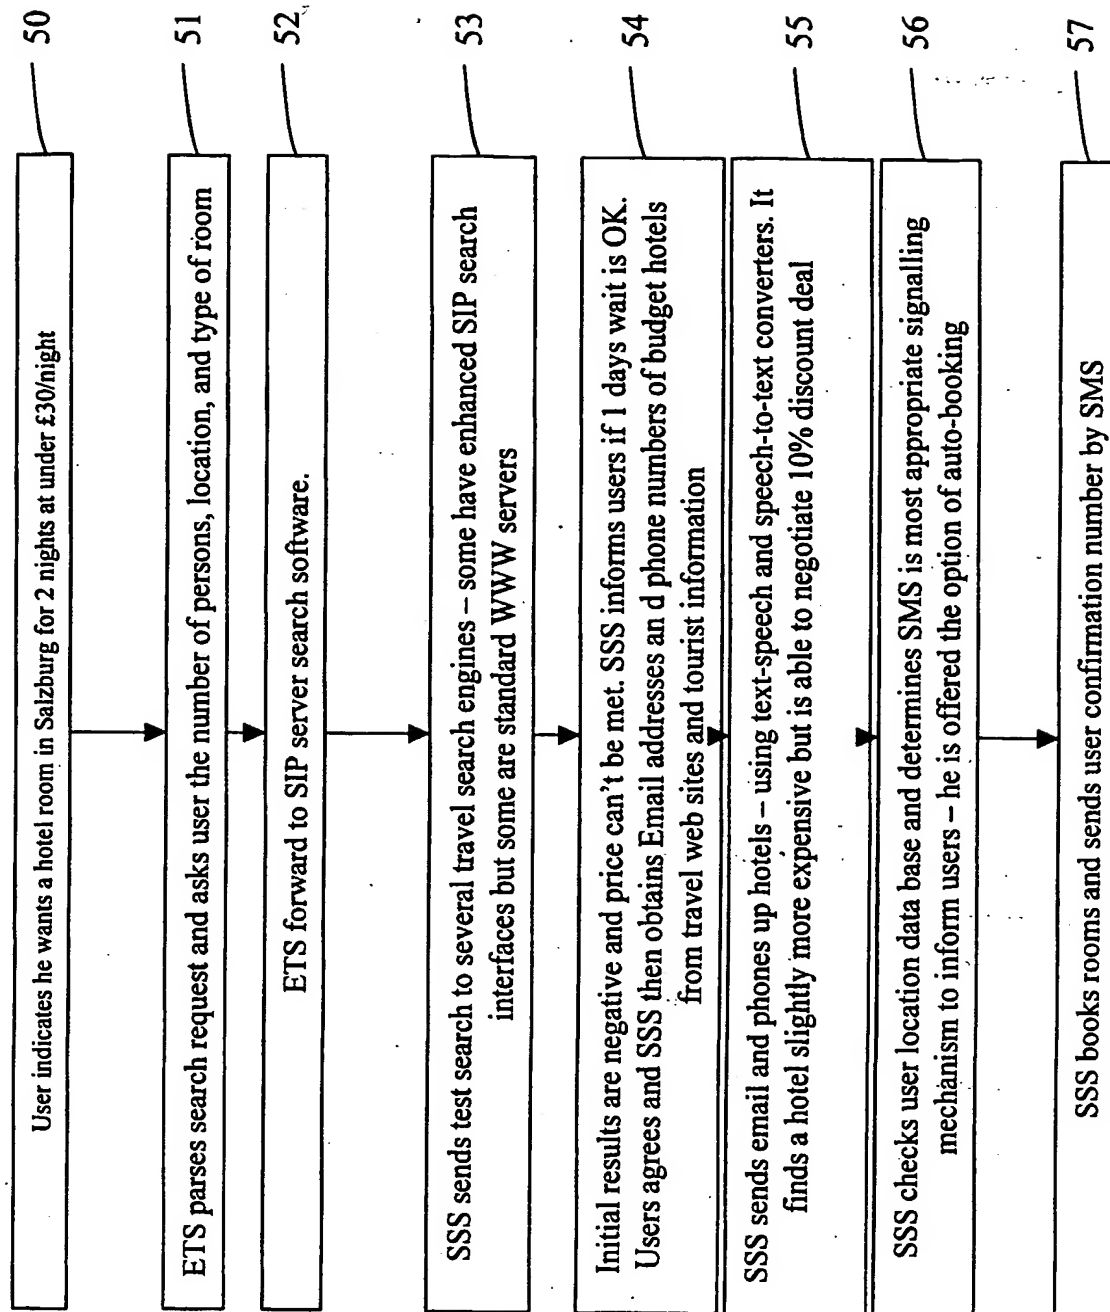 50
User indicates he wants a hotel room in Salzburg for 2 nights at under £30/night
51
ETS parses search request and asks user the number of persons, location, and type of room
52
ETS forward to SIP server search software.
53
SSS sends test search to several travel search engines – some have enhanced SIP search
interfaces but some are standard WWW servers
54
Initial results are negative and price can't be met. SSS informs users if 1 days wait is OK.
Users agrees and SSS then obtains Email addresses an d phone numbers of budget hotels
from travel web sites and tourist information
55
SSS sends email and phones up hotels – using text-speech and speech-to-text converters. It
finds a hotel slightly more expensive but is able to negotiate 10% discount deal
56
SSS checks user location data base and determines SMS is most appropriate signalling
mechanism to inform users – he is offered the option of auto-booking
57
SSS books rooms and sends user confirmation number by SMS